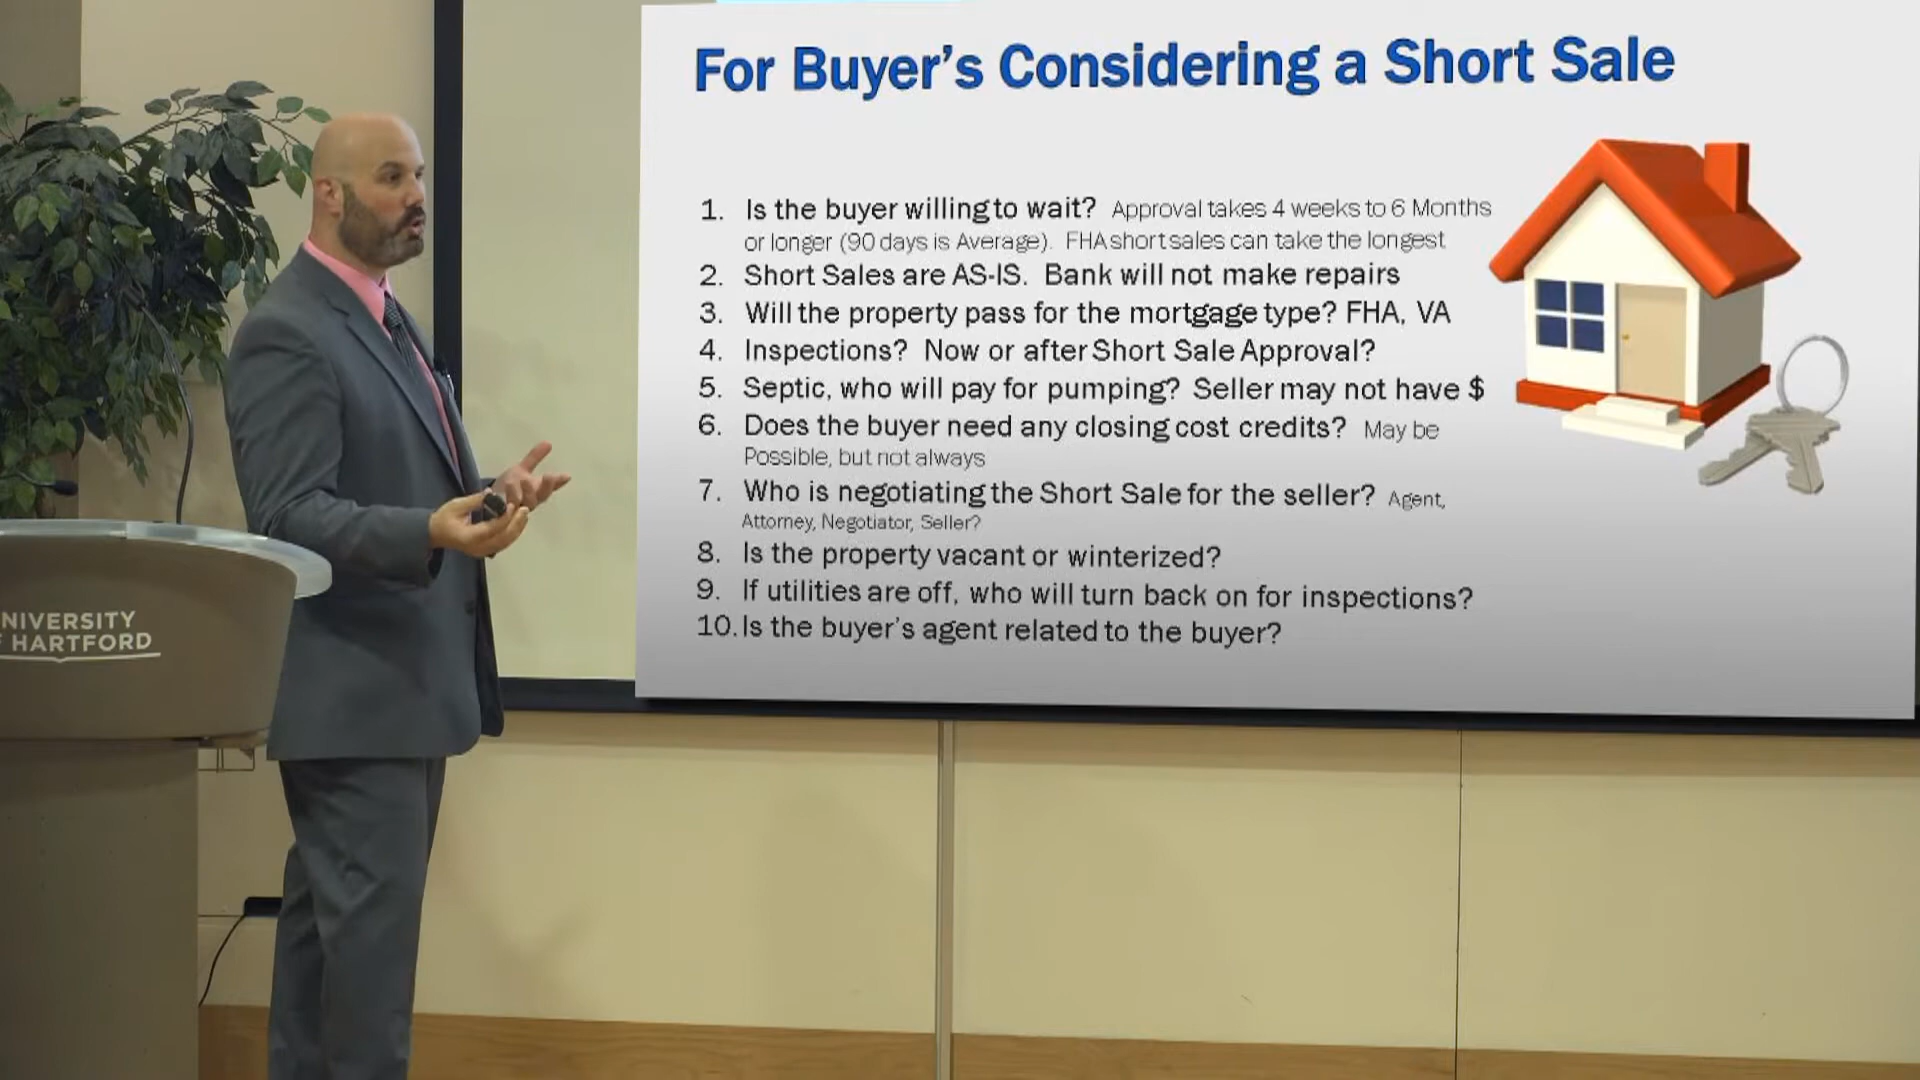 For Buyer's Considering a Short Sale
1. Is the buyer willing to wait? Approval takes 4 weeks to 6 Months
or longer (90 days is Average). FHA short sales can take the longest
2. Short Sales are AS-IS. Bank will not make repairs
3. Will the property pass for the mortgage type? FHA, VA
4. Inspections? Now or after Short Sale Approval?
5. Septic, who will pay for pumping? Seller may not have $
6. Does the buyer need any closing cost credits? May be
Possible, but not always
7. Who is negotiating the Short Sale for the seller? Agent,
Attorney, Negotiator, Seller?
8. Is the property vacant or winterized?
9. If utilities are off, who will turn back on for inspections?
10. Is the buyer's agent related to the buyer?
NIVERSITY
F HARTFORD